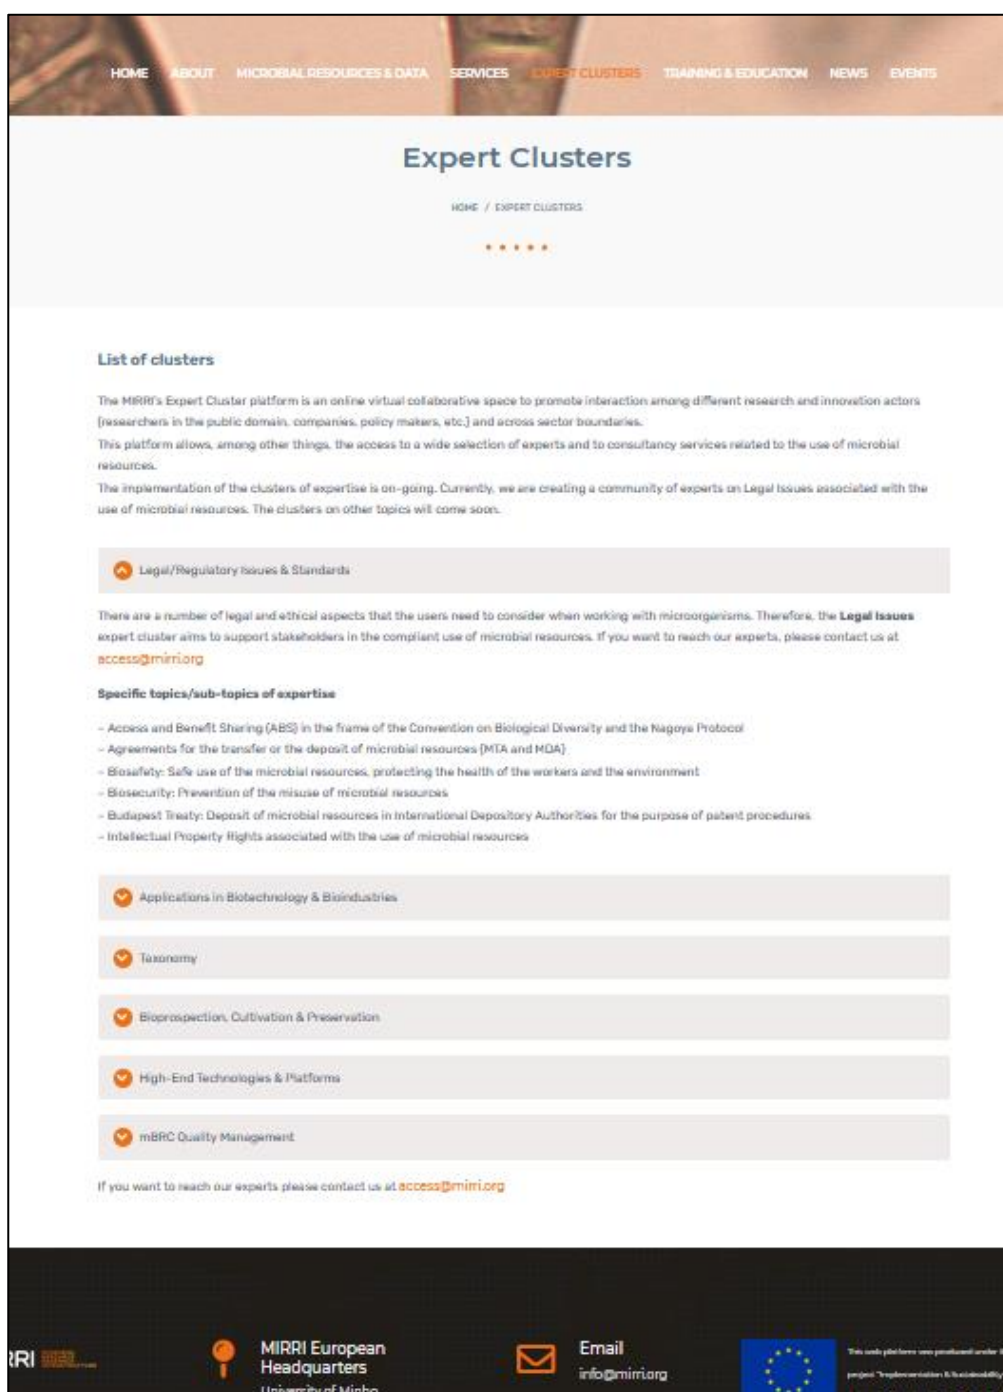 HOME ABOUT MICROBIAL RESOURCES & DATA SERVICES EXPERT CLUSTERS TRAINING & EDUCATION NEWS EVENTS
Expert Clusters
HOME / EXPERT CLUSTERS
List of clusters
The MIRRI's Expert Cluster platform is an online virtual collaborative space to promote interaction among different research and innovation actors
(researchers in the public domain, companies, policy makers, etc.) and across sector boundaries.
This platform allows, among other things, the access to a wide selection of experts and to consultancy services related to the use of microbial
resources.
The implementation of the clusters of expertise is on-going. Currently, we are creating a community of experts on Legal Issues associated with the
use of microbial resources. The clusters on other topics will come soon.
Legal/Regulatory Issues & Standards
There are a number of legal and ethical aspects that the users need to consider when working with microorganisms. Therefore, the Legal Issues
expert cluster aims to support stakeholders in the compliant use of microbial resources. If you want to reach our experts, please contact us at
access@mirri.org
Specific topics/sub-topics of expertise
– Access and Benefit Sharing (ABS) in the frame of the Convention on Biological Diversity and the Nagoya Protocol
– Agreements for the transfer or the deposit of microbial resources (MTA and MDA)
– Biosafety: Safe use of the microbial resources, protecting the health of the workers and the environment
– Biosecurity: Prevention of the misuse of microbial resources
– Budapest Treaty: Deposit of microbial resources in International Depository Authorities for the purpose of patent procedures
– Intellectual Property Rights associated with the use of microbial resources
Applications in Biotechnology & Bioindustries
Taxonomy
Bioprospection, Cultivation & Preservation
High-End Technologies & Platforms
mBRC Quality Management
If you want to reach our experts please contact us at access@mirri.org
RRI
MIRRI European
Headquarters
University of Minho
Email
info@mirri.org
This web platform was produced under
project "Implementation & Sustainability